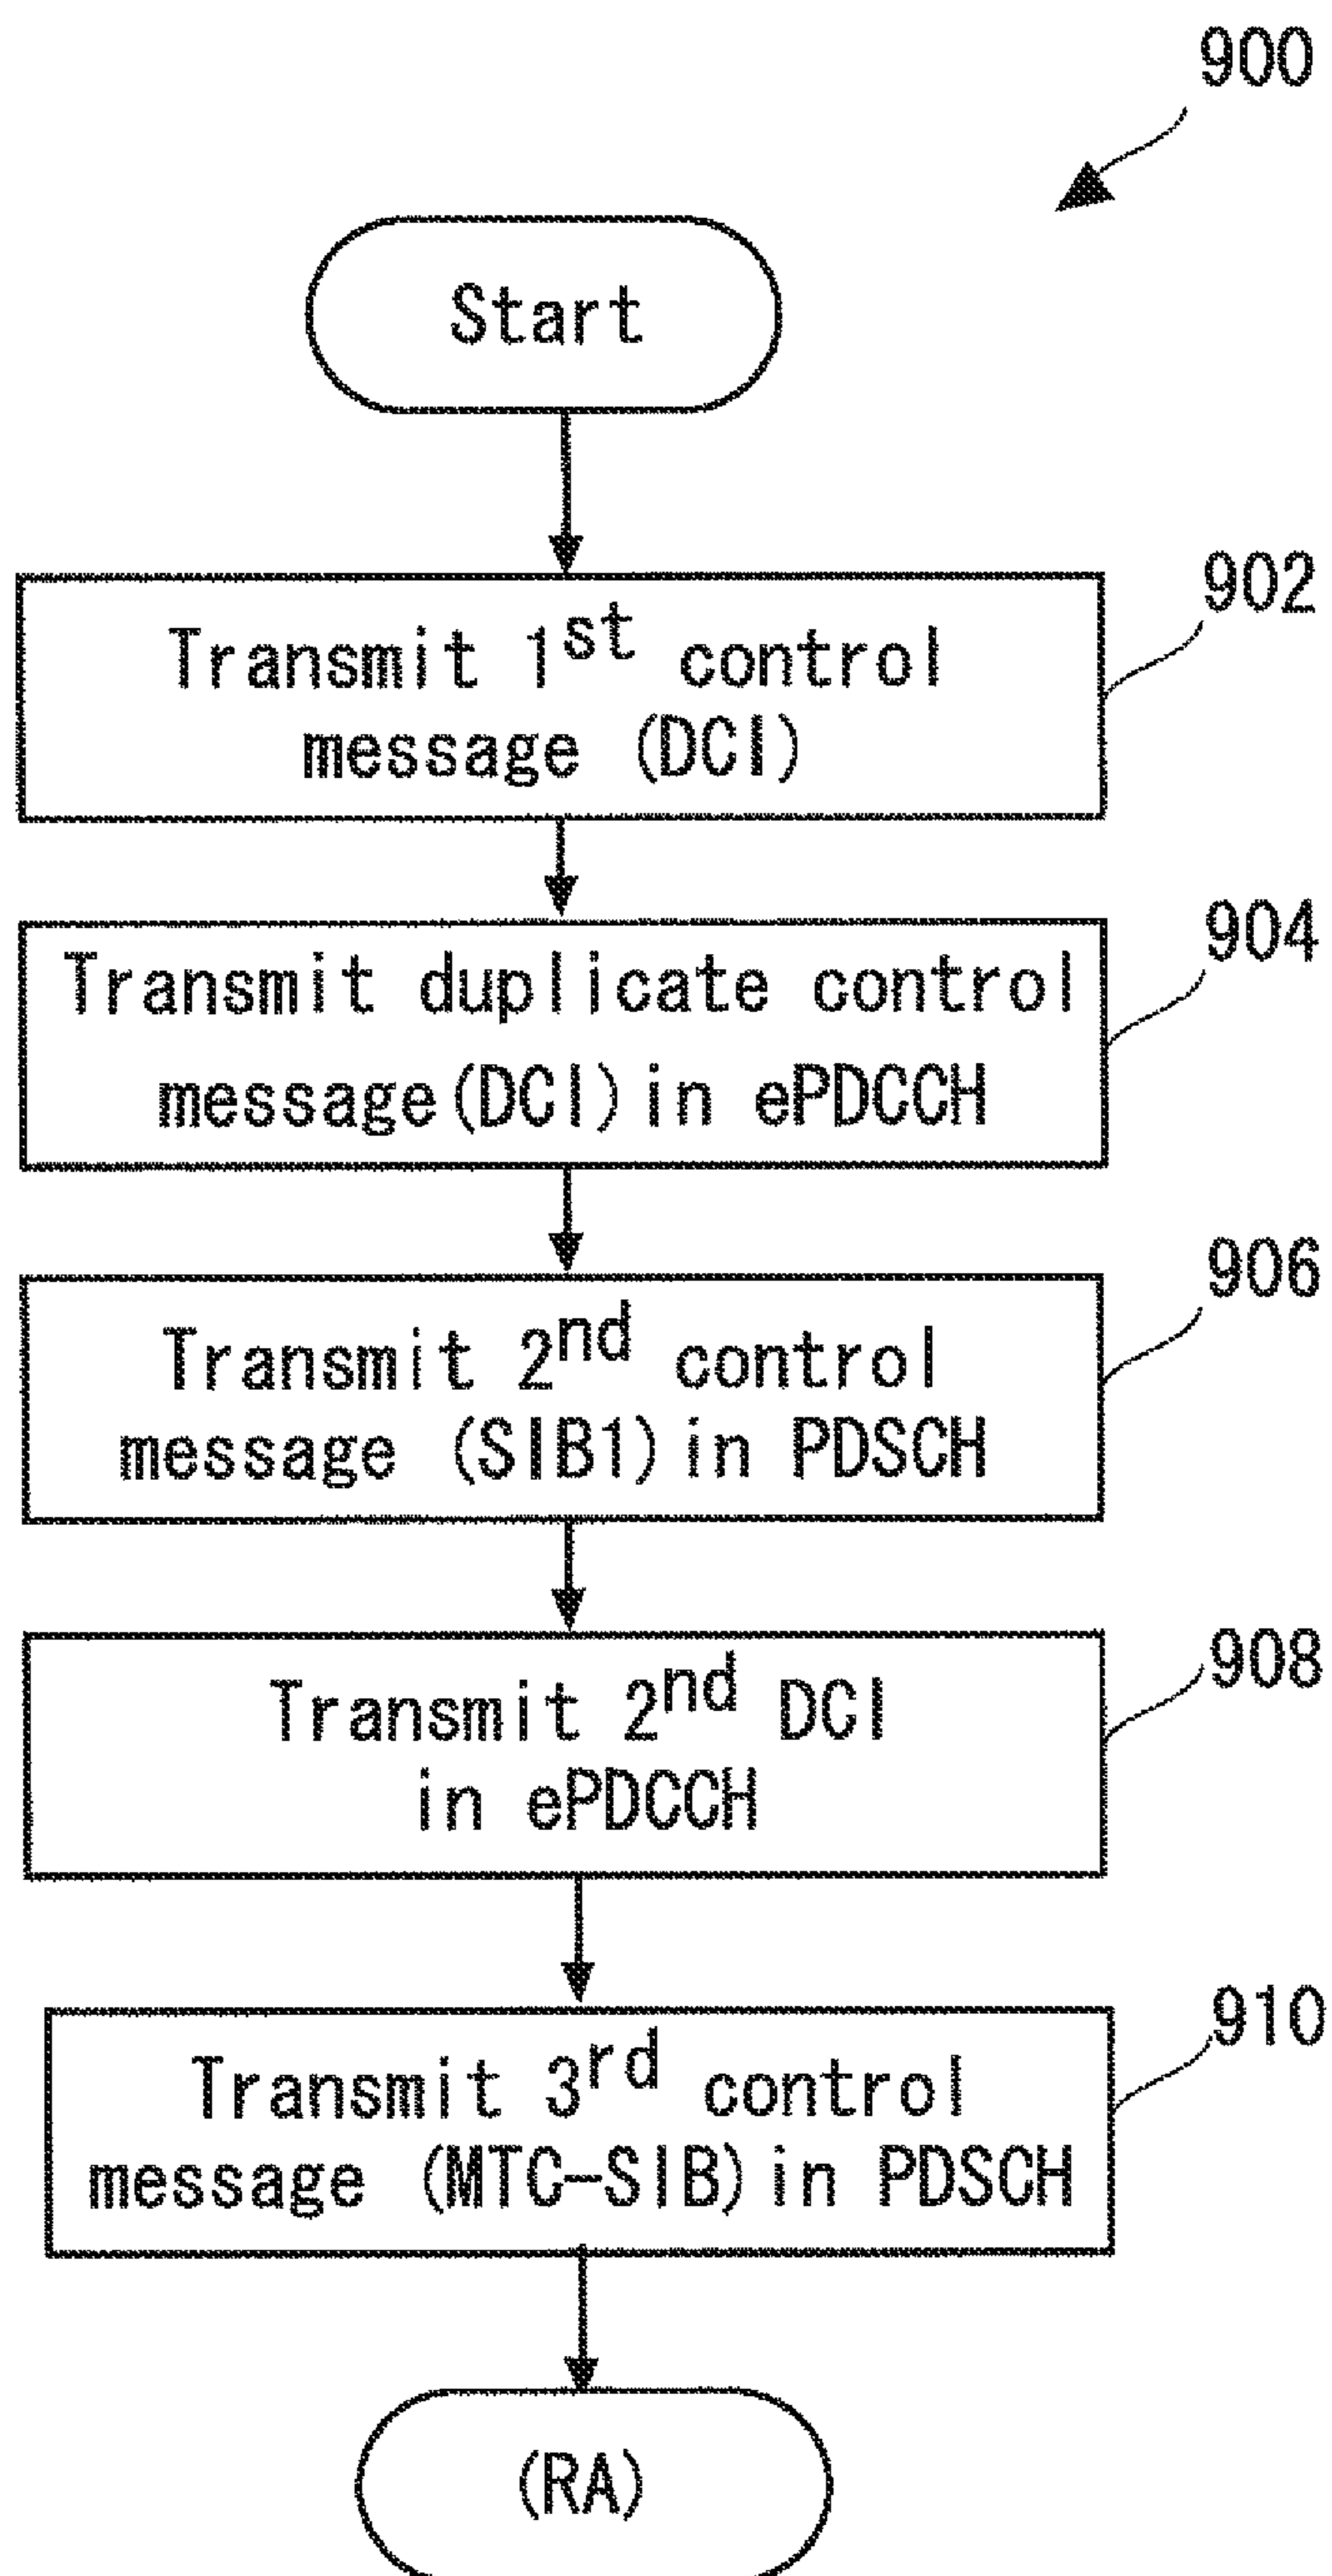 900
Start
902
Transmit 1st control
message (DCI)
904
Transmit duplicate control
message(DCI) in ePDCCH
906
Transmit 2nd control
message (SIB1) in PDSCH
908
Transmit 2nd DCI
in ePDCCH
910
Transmit 3rd control
message (MTC-SIB) in PDSCH
(RA)